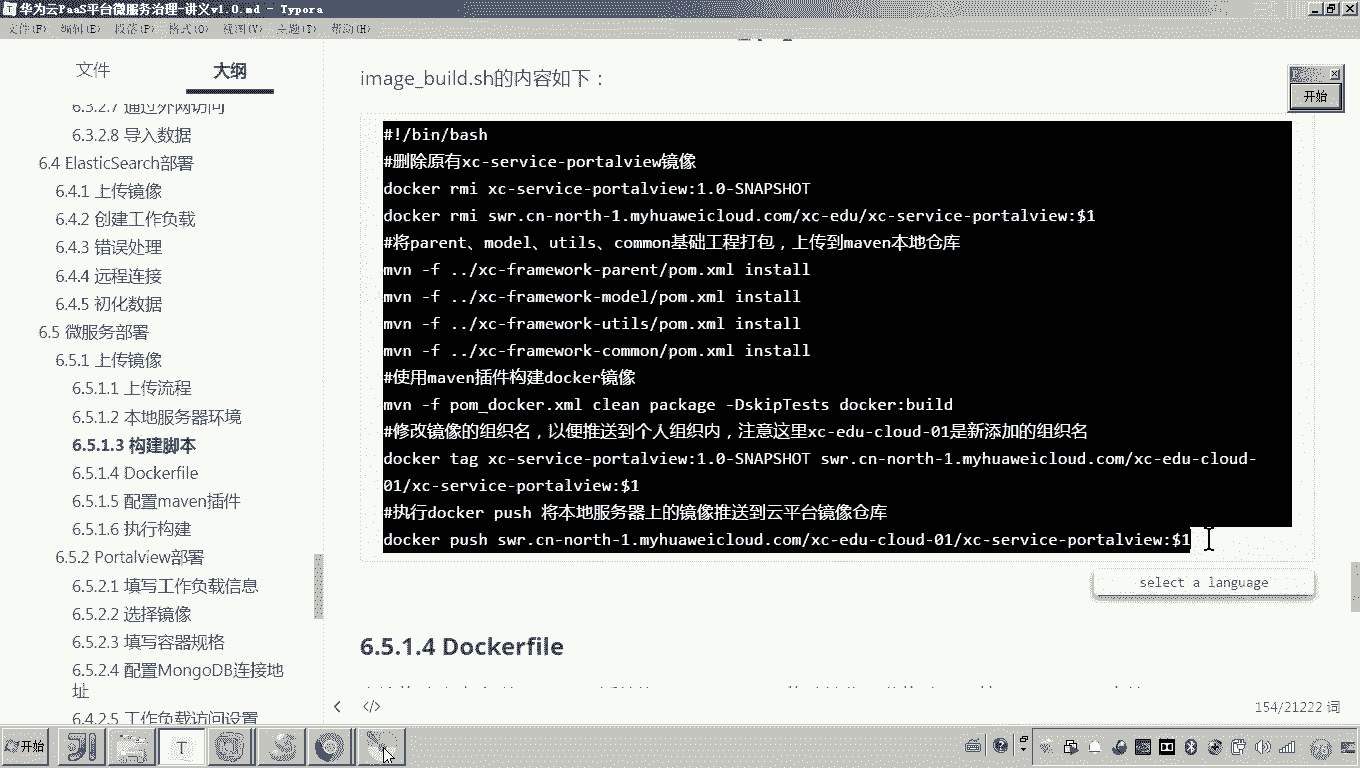 华为云PaaS平台微服务治理-讲义v1.0.md - Typora
文件(F) 编辑(E) 段落(P) 格式(O) 视图(V) 主题(T) 帮助(H)
文件 大纲
6.3.2.7 通过外网访问
6.3.2.8 导入数据
6.4 ElasticSearch部署
6.4.1 上传镜像
6.4.2 创建工作负载
6.4.3 错误处理
6.4.4 远程连接
6.4.5 初化数据
6.5 微服务部署
6.5.1 上传镜像
6.5.1.1 上传流程
6.5.1.2 本地服务器环境
6.5.1.3 构建脚本
6.5.1.4 Dockerfile
6.5.1.5 配置maven插件
6.5.1.6 执行构建
6.5.2 Portalview部署
6.5.2.1 填写工作负载信息
6.5.2.2 选择镜像
6.5.2.3 填写容器规格
6.5.2.4 配置MongoDB连接地
址
6.4.2.5 工作负载访问设置
image_build.sh的内容如下：
#!/bin/bash
#删除原有xc-service-portalview镜像
docker rmi xc-service-portalview:1.0-SNAPSHOT
docker rmi swr.cn-north-1.myhuaweicloud.com/xc-edu/xc-service-portalview:$1
#将parent、model、utils、common基础工程打包，上传到maven本地仓库
mvn -f ../xc-framework-parent/pom.xml install
mvn -f ../xc-framework-model/pom.xml install
mvn -f ../xc-framework-utils/pom.xml install
mvn -f ../xc-framework-common/pom.xml install
#使用maven插件构建docker镜像
mvn -f pom_docker.xml clean package -DskipTests docker:build
#修改镜像的组织名，以便推送到个人组织内，注意这里xc-edu-cloud-01是新添加的组织名
docker tag xc-service-portalview:1.0-SNAPSHOT swr.cn-north-1.myhuaweicloud.com/xc-edu-cloud-
01/xc-service-portalview:$1
#执行docker push 将本地服务器上的镜像推送到云平台镜像仓库
docker push swr.cn-north-1.myhuaweicloud.com/xc-edu-cloud-01/xc-service-portalview:$1
select a language
6.5.1.4 Dockerfile
154/21222 词
开始
开始